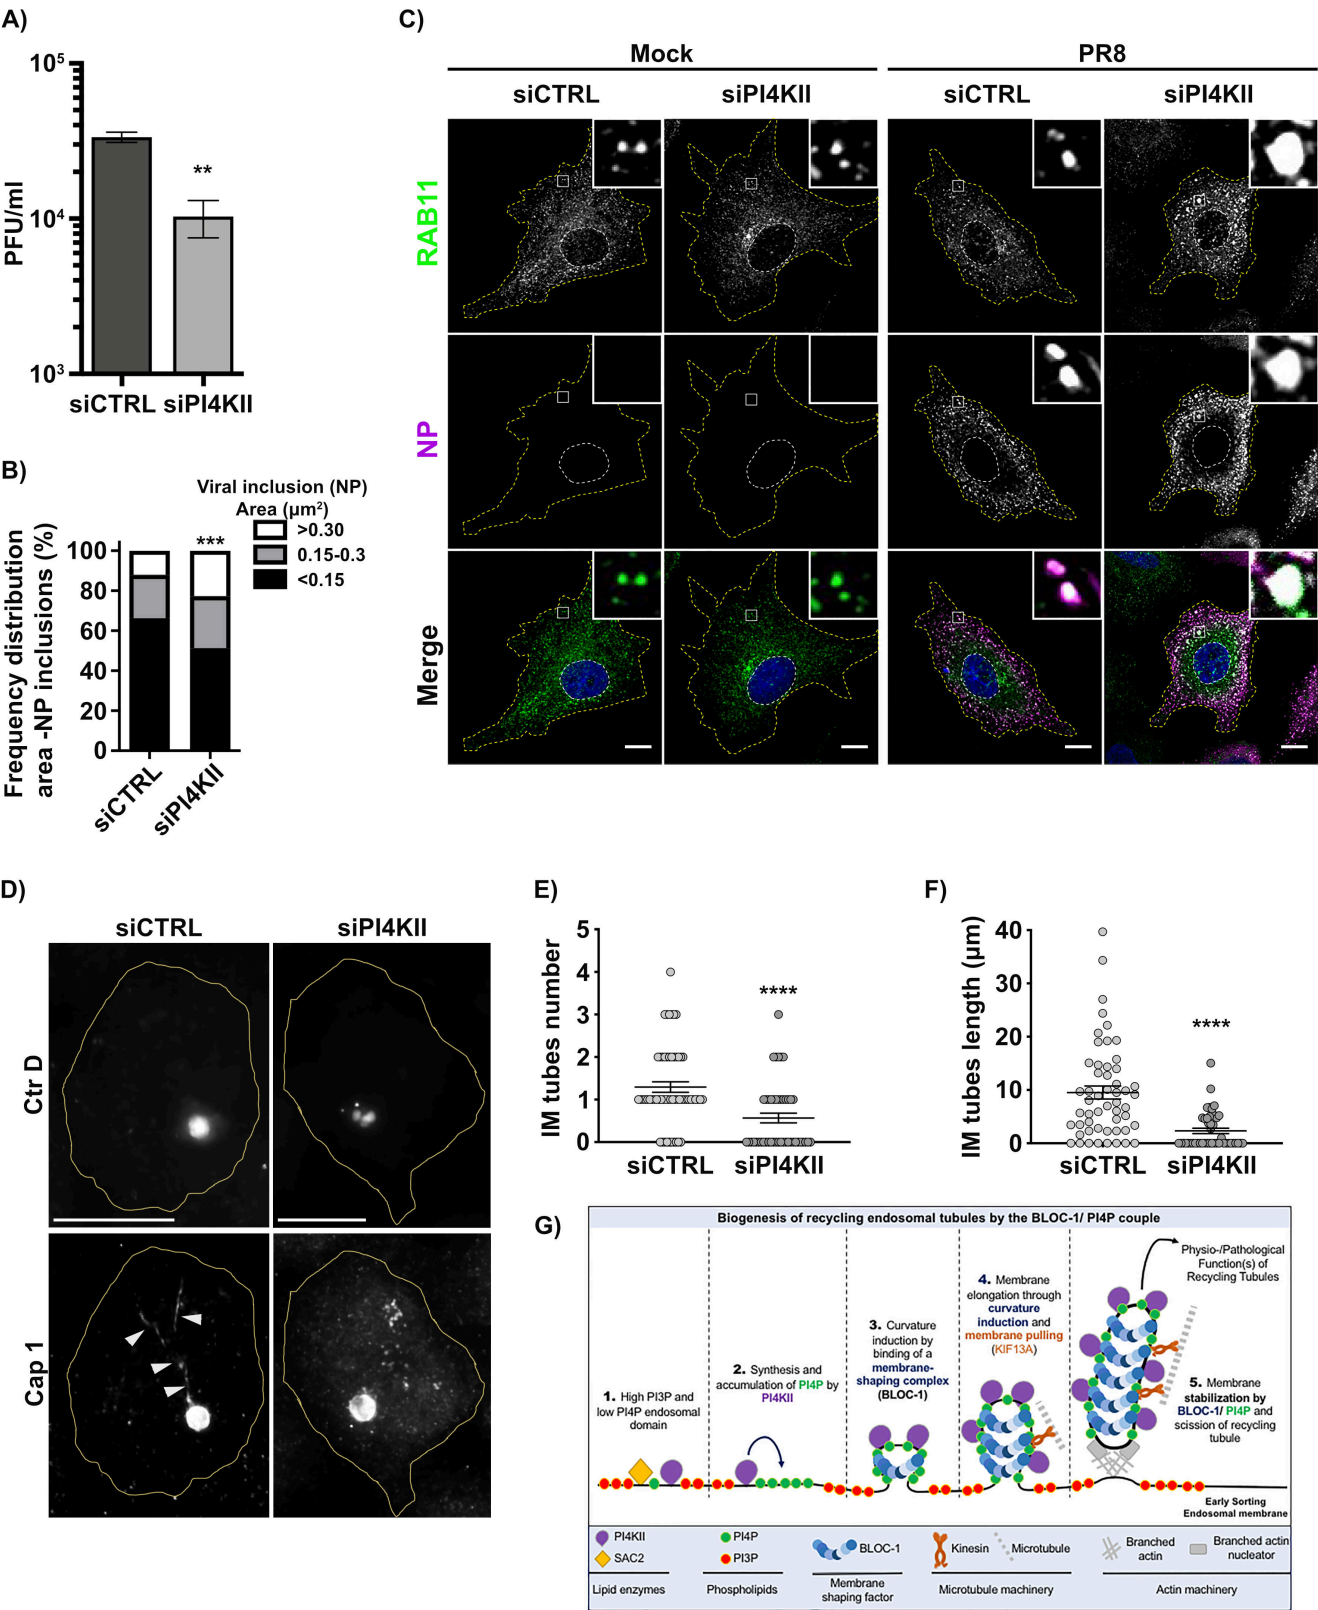 A)
10⁵
10⁴
10³
PFU/ml
**
siCTRL siPI4KII
B)
Viral inclusion (NP)
Area (µm²)
>0.30
0.15-0.3
<0.15
Frequency distribution
area -NP inclusions (%)
100
80
60
40
20
0
***
siCTRL
siPI4KII
C)
Mock
PR8
siCTRL
siPI4KII
siCTRL
siPI4KII
RAB11
NP
Merge
D)
siCTRL
siPI4KII
Ctr D
Cap 1
E)
IM tubes number
5
4
3
2
1
0
****
siCTRL
siPI4KII
F)
IM tubes length (µm)
40
30
20
10
0
****
siCTRL
siPI4KII
G)
Biogenesis of recycling endosomal tubules by the BLOC-1/ PI4P couple
1. High PI3P and
low PI4P endosomal
domain
2. Synthesis and
accumulation of PI4P by
PI4KII
3. Curvature
induction by
binding of a
membrane-
shaping complex
(BLOC-1)
4. Membrane
elongation through
curvature
induction and
membrane pulling
(KIF13A)
Physio-/Pathological
Function(s) of
Recycling Tubules
5. Membrane
stabilization by
BLOC-1/ PI4P and
scission of recycling
tubule
Early Sorting
Endosomal membrane
PI4KII
SAC2
Lipid enzymes
PI4P
PI3P
Phospholipids
BLOC-1
Membrane
shaping factor
Kinesin
Microtubule
Microtubule machinery
Branched
actin
Branched actin
nucleator
Actin machinery